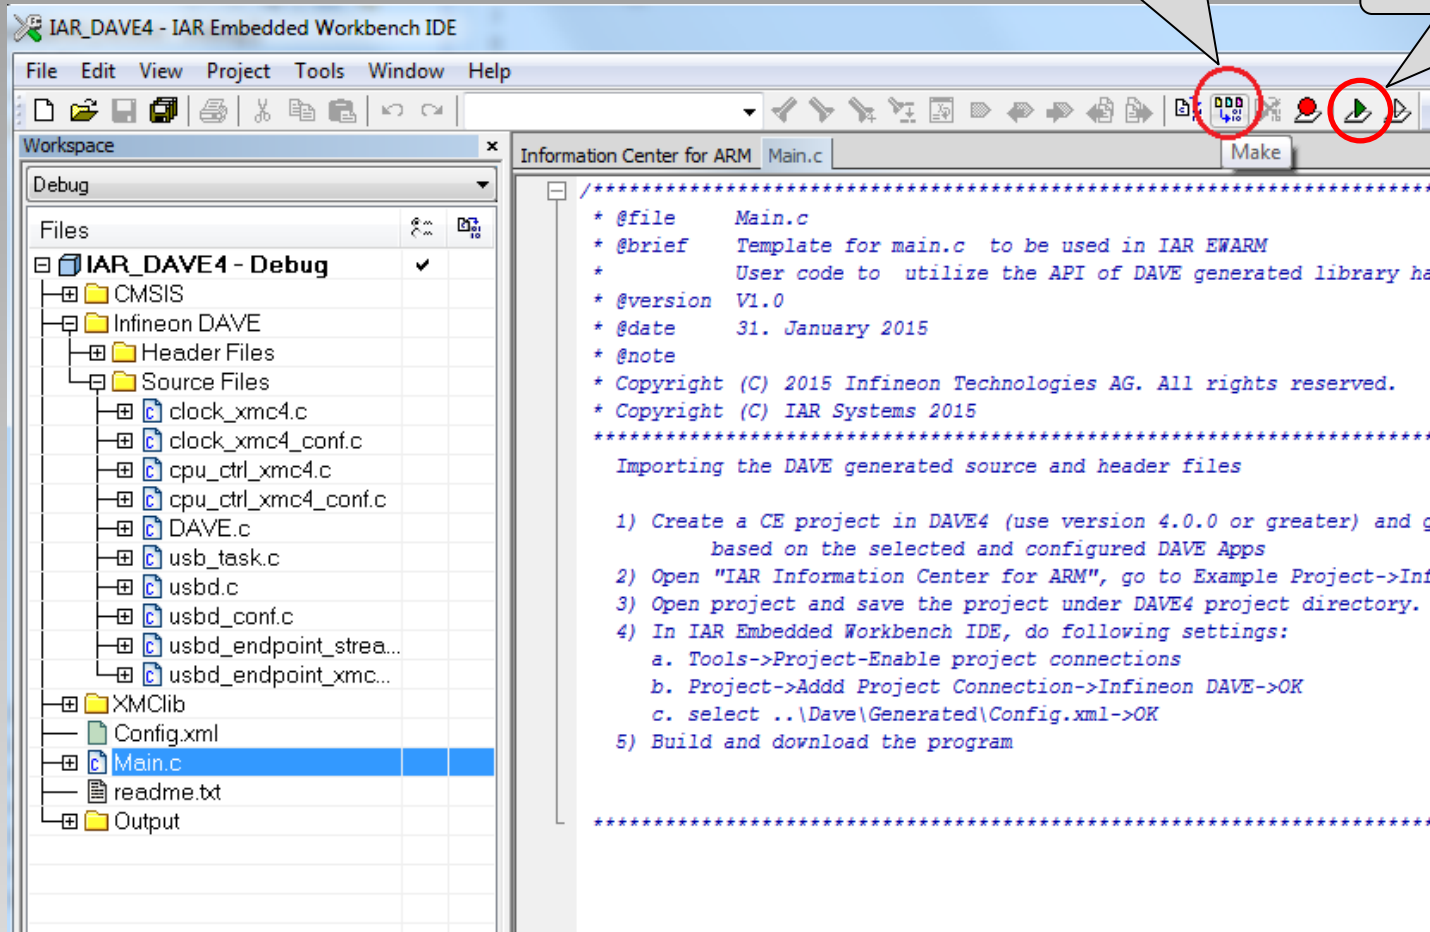 IAR_DAVE4 - IAR Embedded Workbench IDE
File Edit View Project Tools Window Help
Workspace
Debug
Files
IAR_DAVE4 - Debug
CMSIS
Infineon DAVE
Header Files
Source Files
clock_xmc4.c
clock_xmc4_conf.c
cpu_ctrl_xmc4.c
cpu_ctrl_xmc4_conf.c
DAVE.c
usb_task.c
usbd.c
usbd_conf.c
usbd_endpoint_strea...
usbd_endpoint_xmc...
XMClib
Config.xml
Main.c
readme.txt
Output
Make
Information Center for ARM Main.c
/***********************************************************************
* @file Main.c
* @brief Template for main.c to be used in IAR EWARM
* User code to utilize the API of DAVE generated library ha
* @version V1.0
* @date 31. January 2015
* @note
* Copyright (C) 2015 Infineon Technologies AG. All rights reserved.
* Copyright (C) IAR Systems 2015
***********************************************************************
Importing the DAVE generated source and header files
1) Create a CE project in DAVE4 (use version 4.0.0 or greater) and g
based on the selected and configured DAVE Apps
2) Open "IAR Information Center for ARM", go to Example Project->Inf
3) Open project and save the project under DAVE4 project directory.
4) In IAR Embedded Workbench IDE, do following settings:
a. Tools->Project-Enable project connections
b. Project->Addd Project Connection->Infineon DAVE->OK
c. select ..\Dave\Generated\Config.xml->OK
5) Build and download the program
***********************************************************************